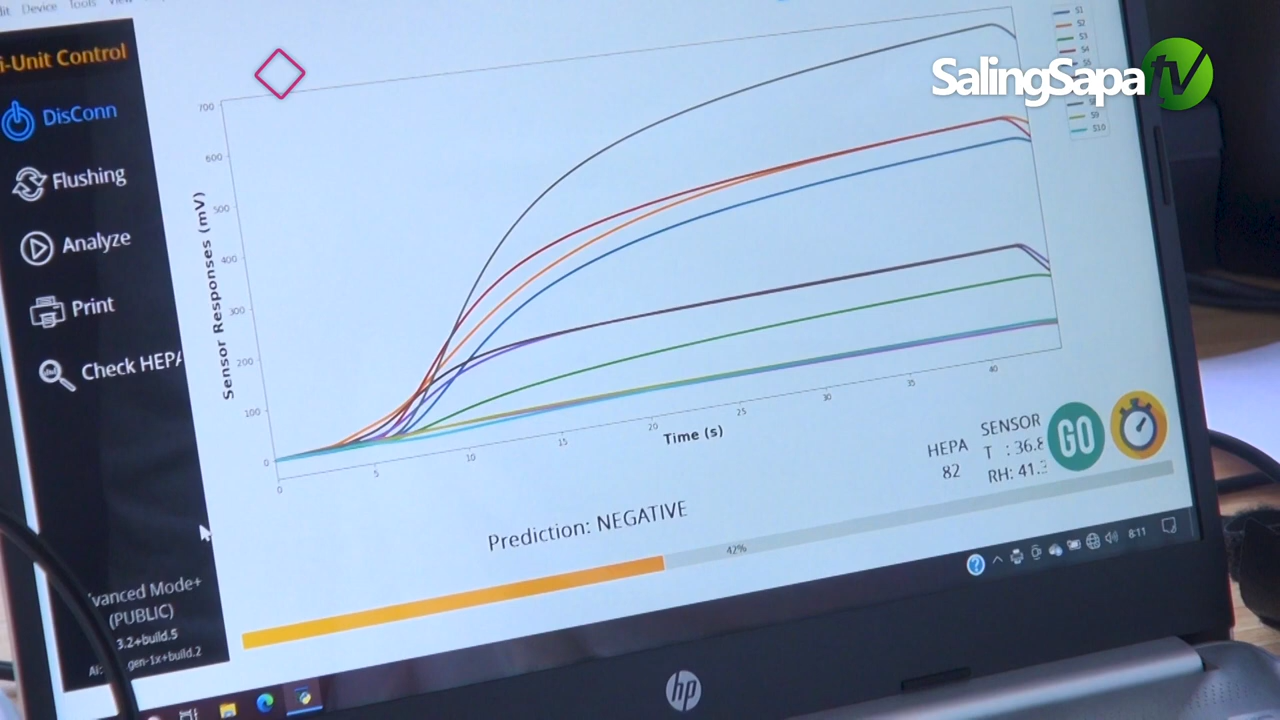 Device Tools
SalingSapa tv
i-Unit Control
DisConn
Flushing
Analyze
Print
Check HEPA
Sensor Responses (mV)
700
600
500
400
300
200
100
0
0 5 10 15 20 25 30 35 40
Time (s)
S1
S2
S3
S4
S9
S10
HEPA
82
SENSOR
T : 36.8
RH: 41.3
GO
Prediction: NEGATIVE
42%
vanced Mode+
(PUBLIC)
3.2+build.5
AI: gen-1x+build.2
8:11
hp